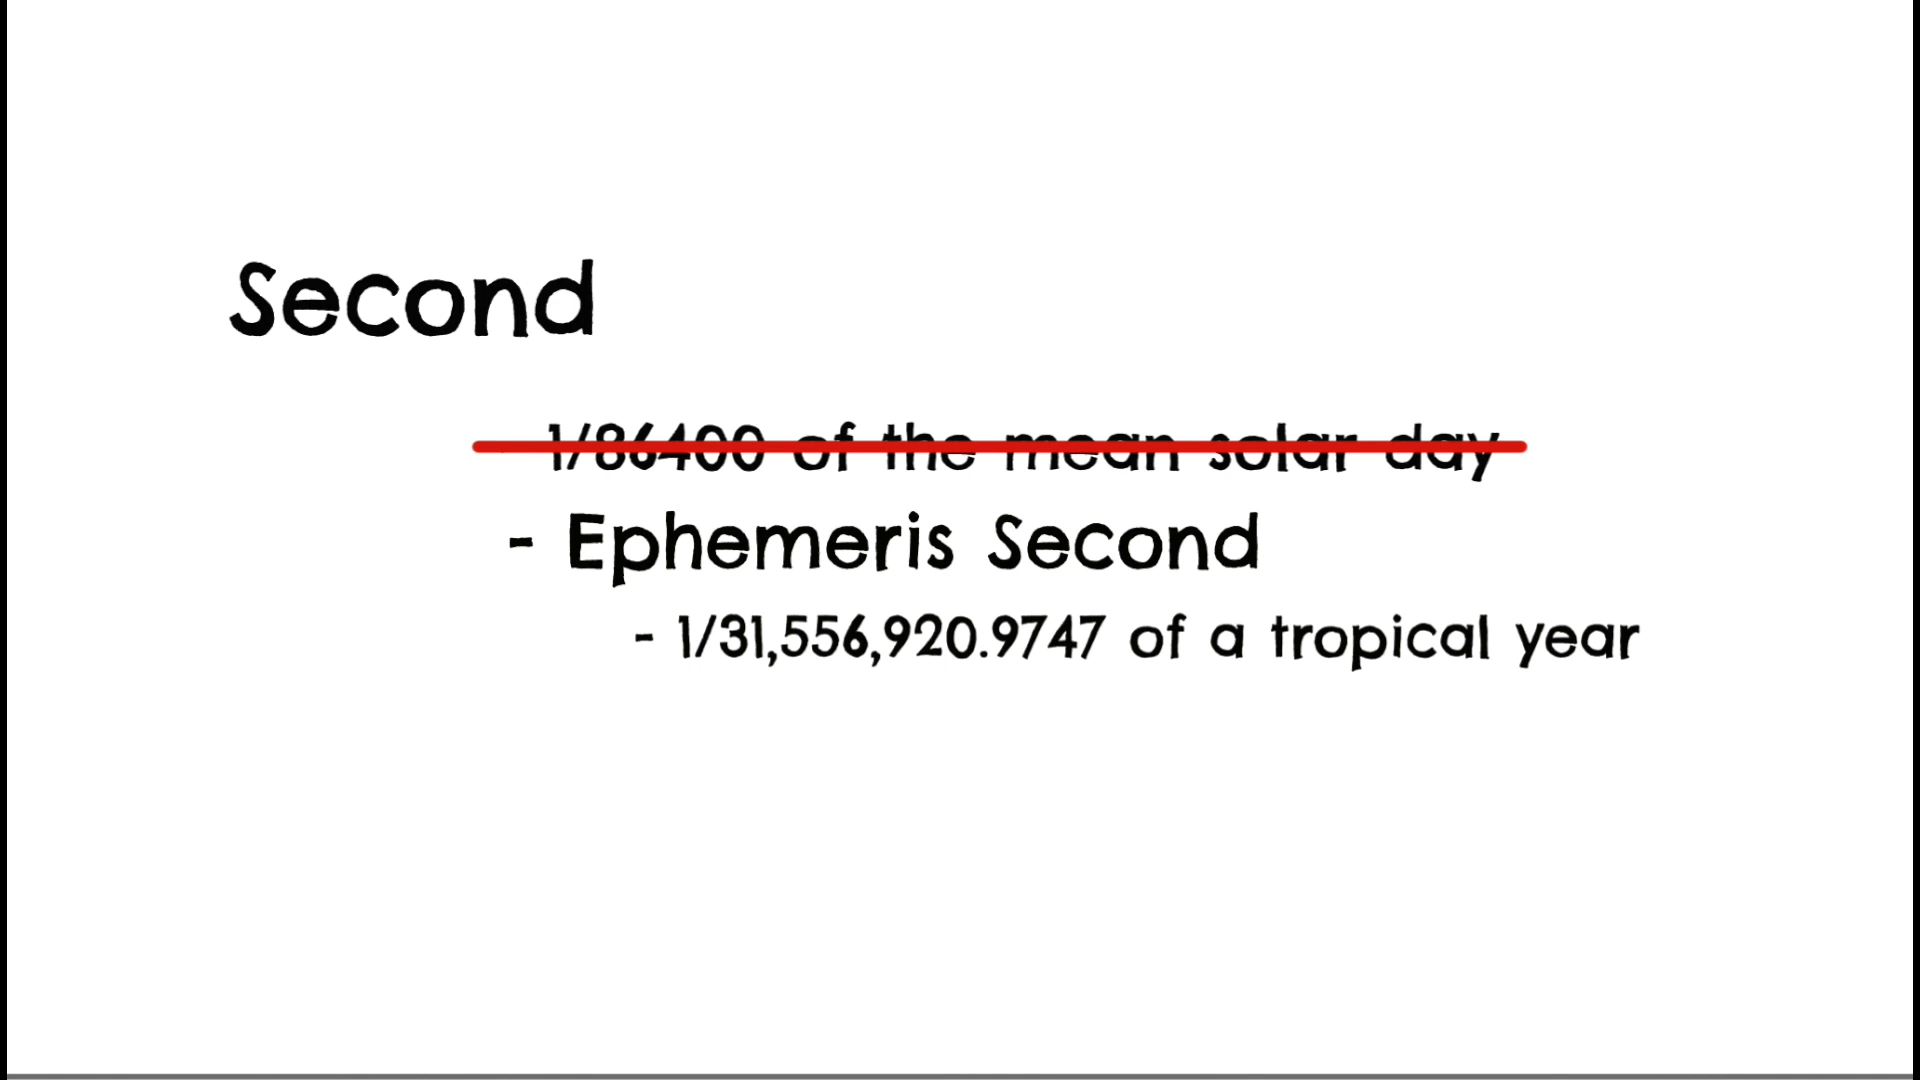 Second
1/86400 of the mean solar day
- Ephemeris Second
- 1/31,556,920.9747 of a tropical year